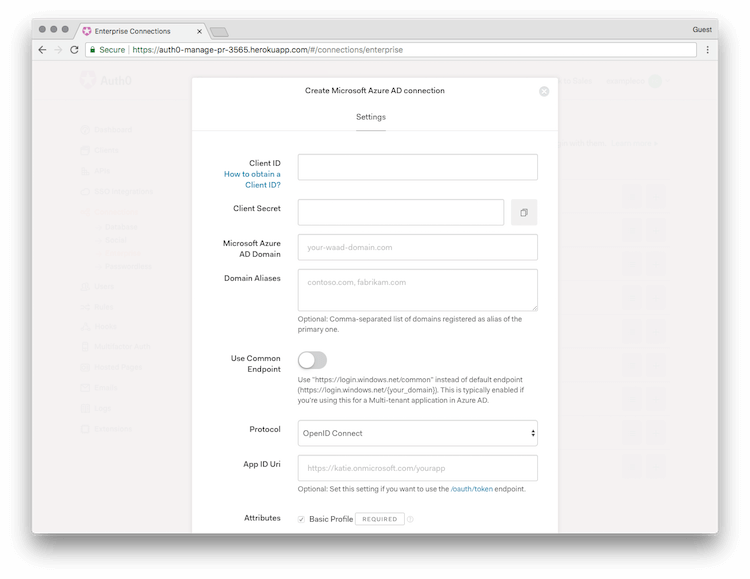 Enterprise Connections
Guest
Secure https://auth0-manage-pr-3565.herokuapp.com/#/connections/enterprise
Auth0
Create Microsoft Azure AD connection
Settings
Client ID
How to obtain a
Client ID?
Client Secret
Microsoft Azure
AD Domain
your-waad-domain.com
Domain Aliases
contoso.com, fabrikam.com
Optional: Comma-separated list of domains registered as alias of the
primary one.
Use Common
Endpoint
Use "https://login.windows.net/common" instead of default endpoint
(https://login.windows.net/{your_domain}). This is typically enabled if
you're using this for a Multi-tenant application in Azure AD.
Protocol
OpenID Connect
App ID Uri
https://katie.onmicrosoft.com/yourapp
Optional: Set this setting if you want to use the /oauth/token endpoint.
Attributes
Basic Profile REQUIRED